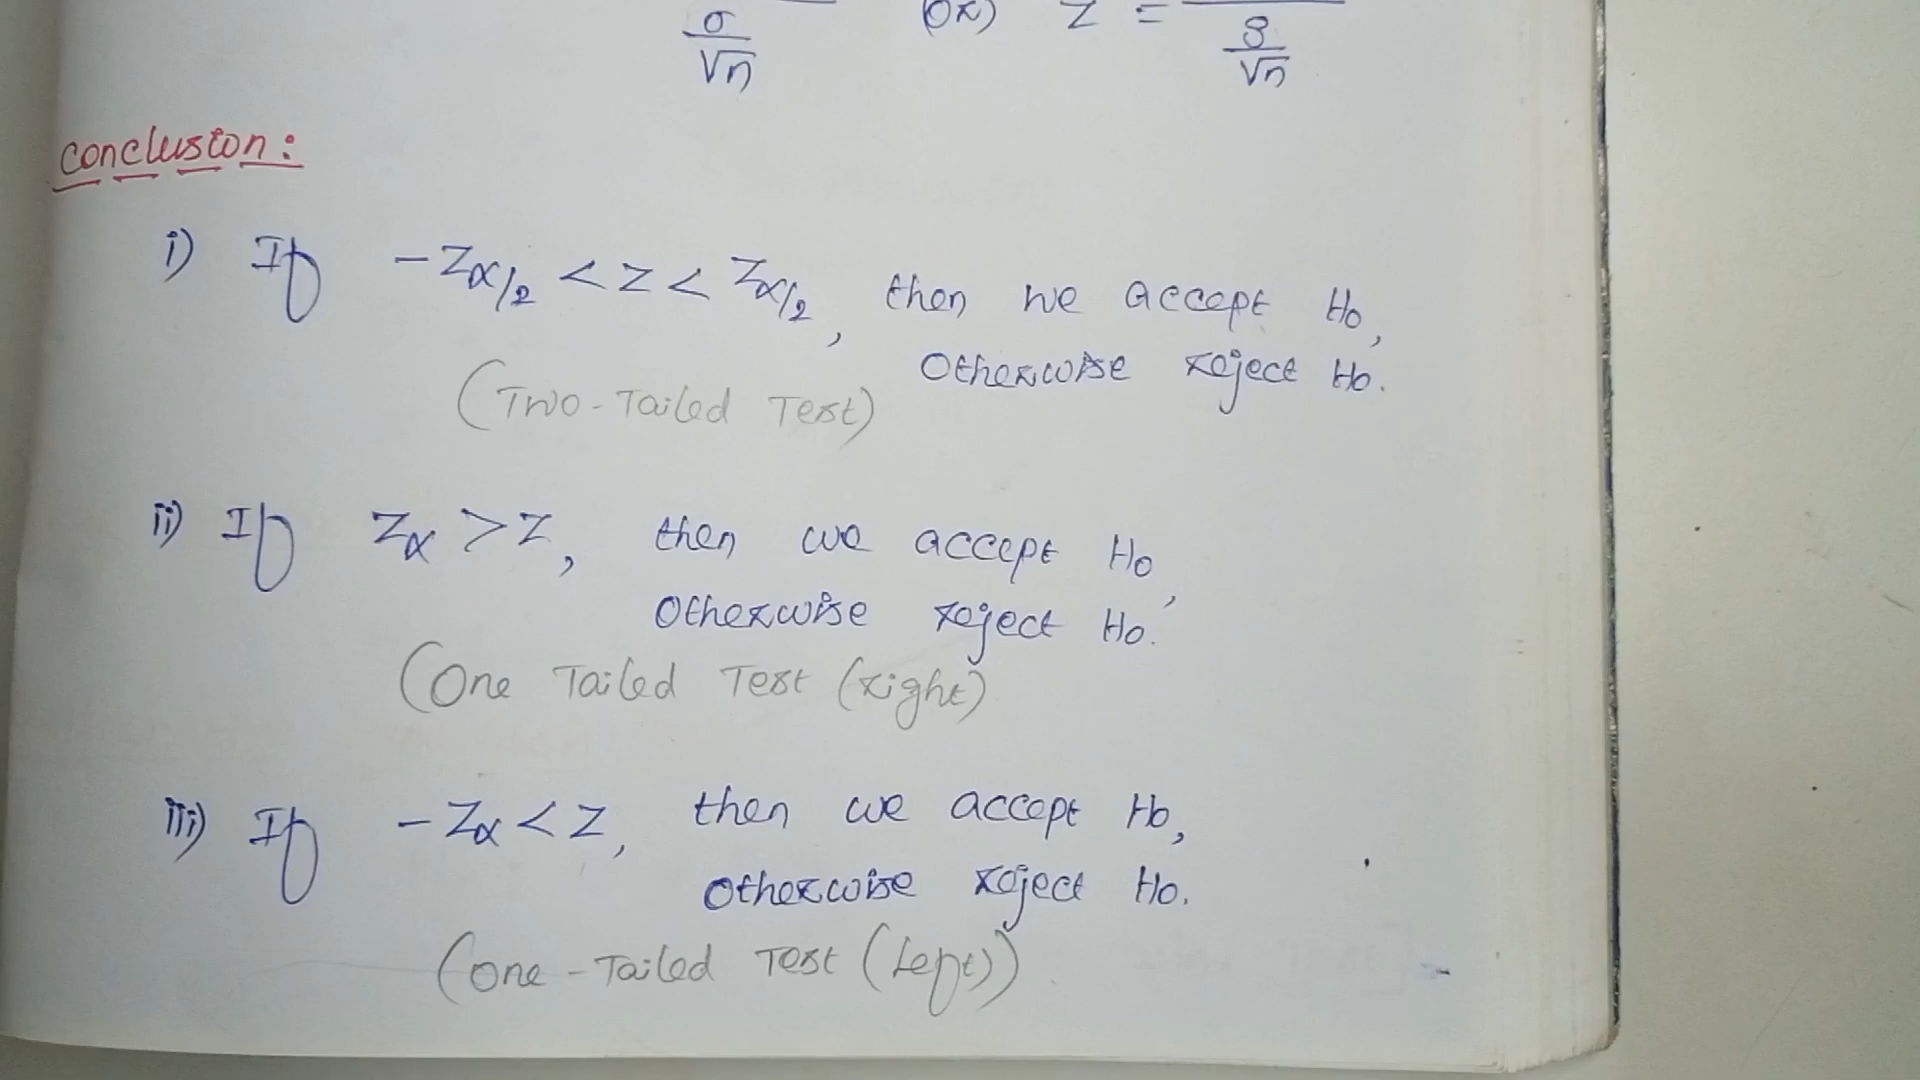 σ/√n (or) Z = S/√n
Conclusion:
i) If -Zα/2 < Z < Zα/2, then we accept H₀,
Otherwise reject H₀.
(Two-Tailed Test)
ii) If Zα > Z, then we accept H₀,
Otherwise reject H₀.
(One Tailed Test (right)
iii) If -Zα < Z, then we accept H₀,
Otherwise reject H₀.
(One-Tailed Test (Left))